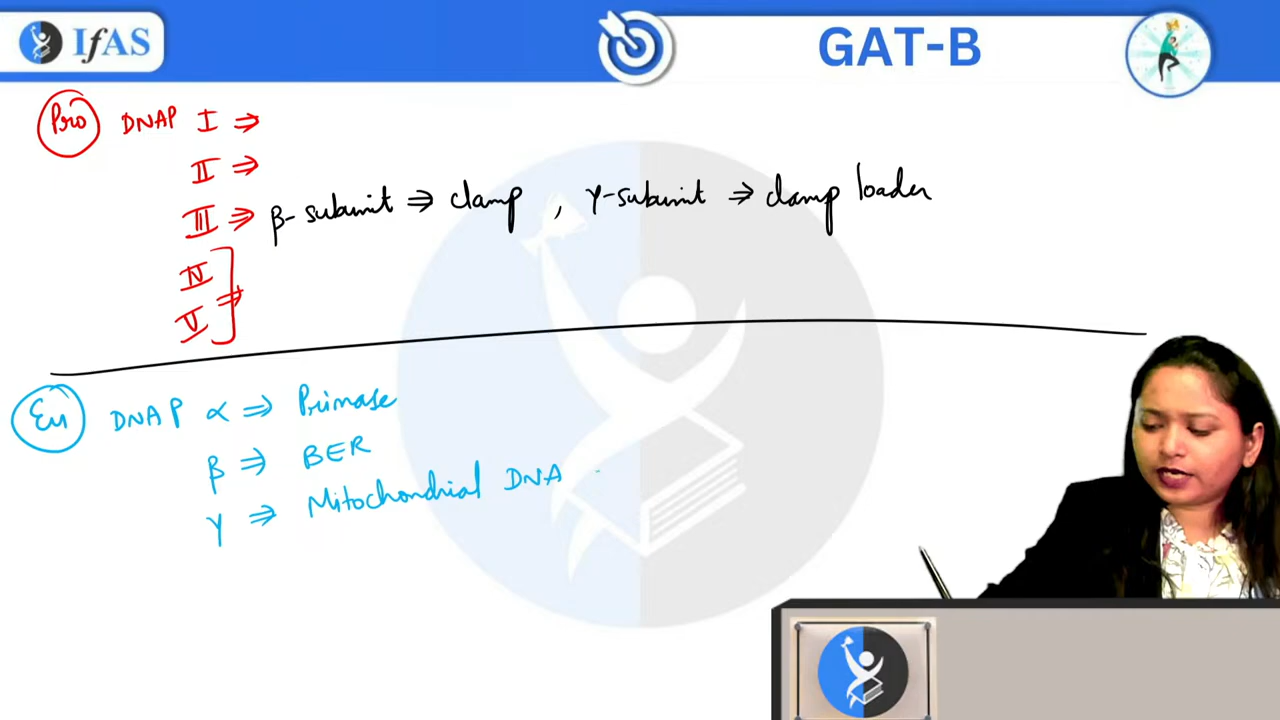 IfAS
GAT-B
Pro DNAP I ⇒
II ⇒
III ⇒ β-subunit ⇒ clamp, γ-subunit ⇒ clamp loader
IV
V ⇒
Eu DNAP α ⇒ Primase
β ⇒ BER
γ ⇒ Mitochondrial DNA